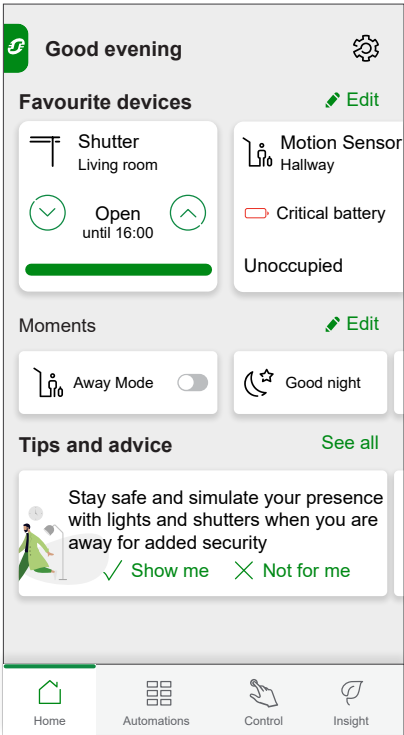 Good evening
Favourite devices
Edit
Shutter
Living room
Open
until 16:00
Motion Sensor
Hallway
Critical battery
Unoccupied
Moments
Edit
Away Mode
Good night
Tips and advice
See all
Stay safe and simulate your presence
with lights and shutters when you are
away for added security
Show me
Not for me
Home
Automations
Control
Insight